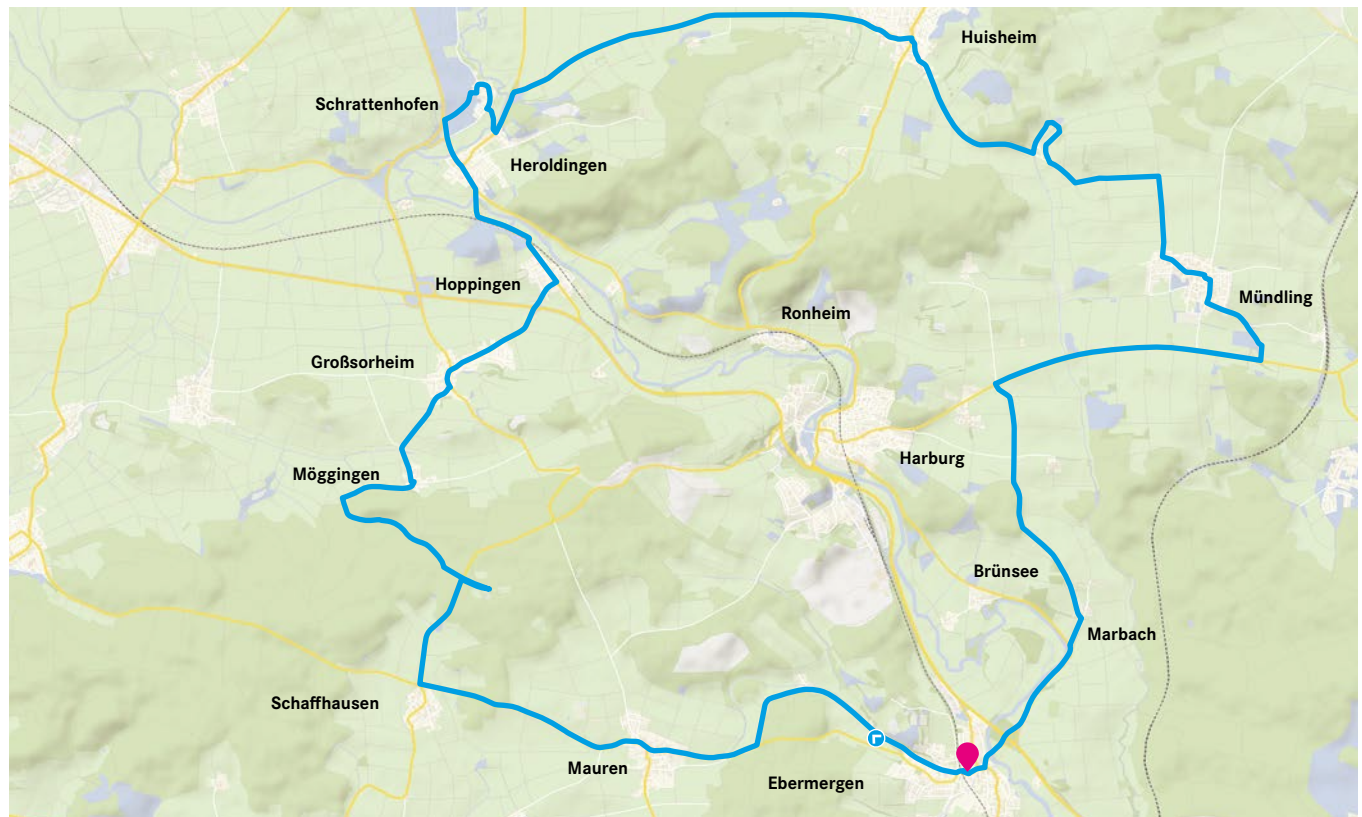 Huisheim
Schrattenhofen
Heroldingen
Hoppingen
Mündling
Ronheim
Großsorheim
Harburg
Möggingen
Brünsee
Marbach
Schaffhausen
Mauren
Ebermergen